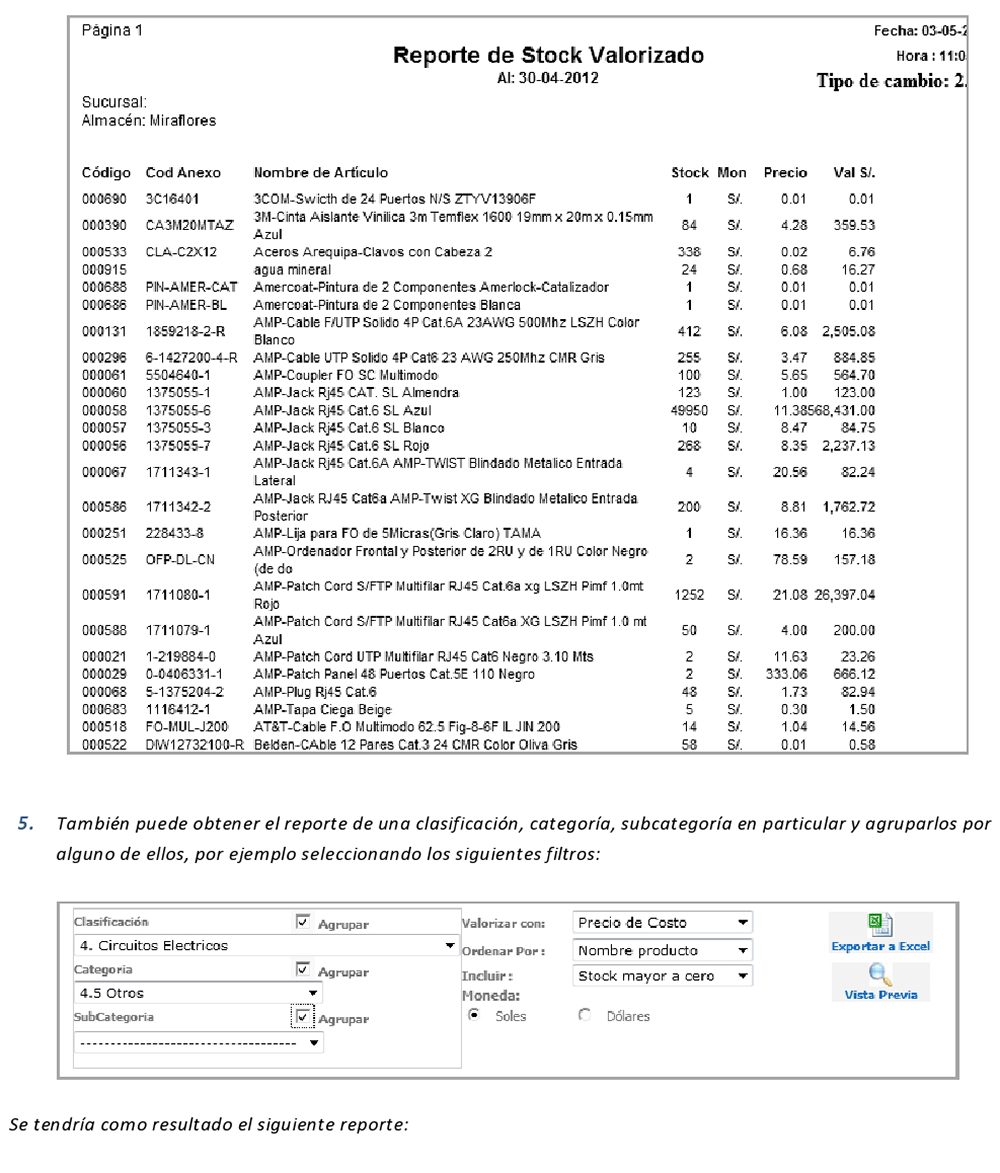 Página 1 Fecha: 03-05-2
Reporte de Stock Valorizado Hora : 11:0
Al: 30-04-2012 Tipo de cambio: 2.
Sucursal:
Almacén: Miraflores
Código Cod Anexo Nombre de Artículo Stock Mon Precio Val S/.
000690 3C16401 3COM-Swicth de 24 Puertos N/S ZTYV13906F 1 S/. 0.01 0.01
000390 CA3M20MTAZ 3M-Cinta Aislante Vinilica 3m Temflex 1600 19mm x 20m x 0.15mm Azul 84 S/. 4.28 359.53
000533 CLA-C2X12 Aceros Arequipa-Clavos con Cabeza 2 338 S/. 0.02 6.76
000915 agua mineral 24 S/. 0.68 16.27
000688 PIN-AMER-CAT Amercoat-Pintura de 2 Componentes Amerlock-Catalizador 1 S/. 0.01 0.01
000686 PIN-AMER-BL Amercoat-Pintura de 2 Componentes Blanca 1 S/. 0.01 0.01
000131 1859218-2-R AMP-Cable F/UTP Solido 4P Cat.6A 23AWG 500Mhz LSZH Color Blanco 412 S/. 6.08 2,505.08
000296 6-1427200-4-R AMP-Cable UTP Solido 4P Cat6 23 AWG 250Mhz CMR Gris 255 S/. 3.47 884.85
000061 5504640-1 AMP-Coupler FO SC Multimodo 100 S/. 5.65 564.70
000060 1375055-1 AMP-Jack Rj45 CAT. SL Almendra 123 S/. 1.00 123.00
000058 1375055-6 AMP-Jack Rj45 Cat.6 SL Azul 49950 S/. 11.38568,431.00
000057 1375055-3 AMP-Jack Rj45 Cat.6 SL Blanco 10 S/. 8.47 84.75
000056 1375055-7 AMP-Jack Rj45 Cat.6 SL Rojo 268 S/. 8.35 2,237.13
000067 1711343-1 AMP-Jack Rj45 Cat.6A AMP-TWIST Blindado Metalico Entrada Lateral 4 S/. 20.56 82.24
000586 1711342-2 AMP-Jack RJ45 Cat6a AMP-Twist XG Blindado Metalico Entrada Posterior 200 S/. 8.81 1,762.72
000251 228433-8 AMP-Lija para FO de 5Micras(Gris Claro) TAMA 1 S/. 16.36 16.36
000525 OFP-DL-CN AMP-Ordenador Frontal y Posterior de 2RU y de 1RU Color Negro (de do 2 S/. 78.59 157.18
000591 1711080-1 AMP-Patch Cord S/FTP Multifilar RJ45 Cat.6a xg LSZH Pimf 1.0mt Rojo 1252 S/. 21.08 26,397.04
000588 1711079-1 AMP-Patch Cord S/FTP Multifilar RJ45 Cat6a XG LSZH Pimf 1.0 mt Azul 50 S/. 4.00 200.00
000021 1-219884-0 AMP-Patch Cord UTP Multifilar RJ45 Cat6 Negro 3.10 Mts 2 S/. 11.63 23.26
000029 0-0406331-1 AMP-Patch Panel 48 Puertos Cat.5E 110 Negro 2 S/. 333.06 666.12
000068 5-1375204-2 AMP-Plug Rj45 Cat.6 48 S/. 1.73 82.94
000683 1116412-1 AMP-Tapa Ciega Beige 5 S/. 0.30 1.50
000518 FO-MUL-J200 AT&T-Cable F.O Multimodo 62.5 Fig-8-6F IL JIN 200 14 S/. 1.04 14.56
000522 DIW12732100-R Belden-CAble 12 Pares Cat.3 24 CMR Color Oliva Gris 58 S/. 0.01 0.58
5. También puede obtener el reporte de una clasificación, categoría, subcategoría en particular y agruparlos por
alguno de ellos, por ejemplo seleccionando los siguientes filtros:
Clasificación Agrupar Valorizar con: Precio de Costo
4. Circuitos Electricos Ordenar Por : Nombre producto Exportar a Excel
Categoria Agrupar Incluir : Stock mayor a cero
4.5 Otros Moneda: Vista Previa
SubCategoria Agrupar Soles Dólares
------------------------------------
Se tendría como resultado el siguiente reporte: